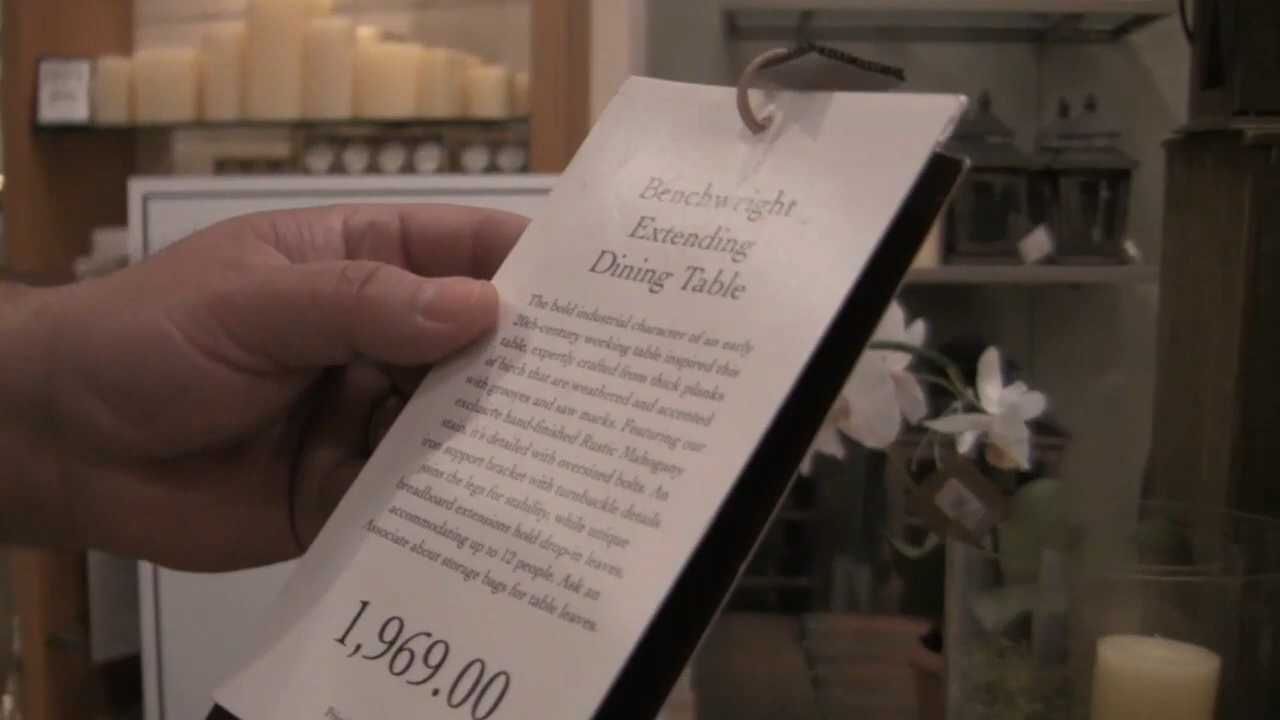 Benchwright
Extending
Dining Table
The bold industrial character of an early
20th-century working table inspired this
table, expertly crafted from thick planks
of birch that are weathered and accented
with grooves and saw marks. Featuring our
exclusive hand-finished Rustic Mahogany
stain, it's detailed with oversized bolts. An
iron support bracket with turnbuckle details
joins the legs for stability, while unique
breadboard extensions hold drop-in leaves,
accommodating up to 12 people. Ask an
Associate about storage bags for table leaves.
1,969.00